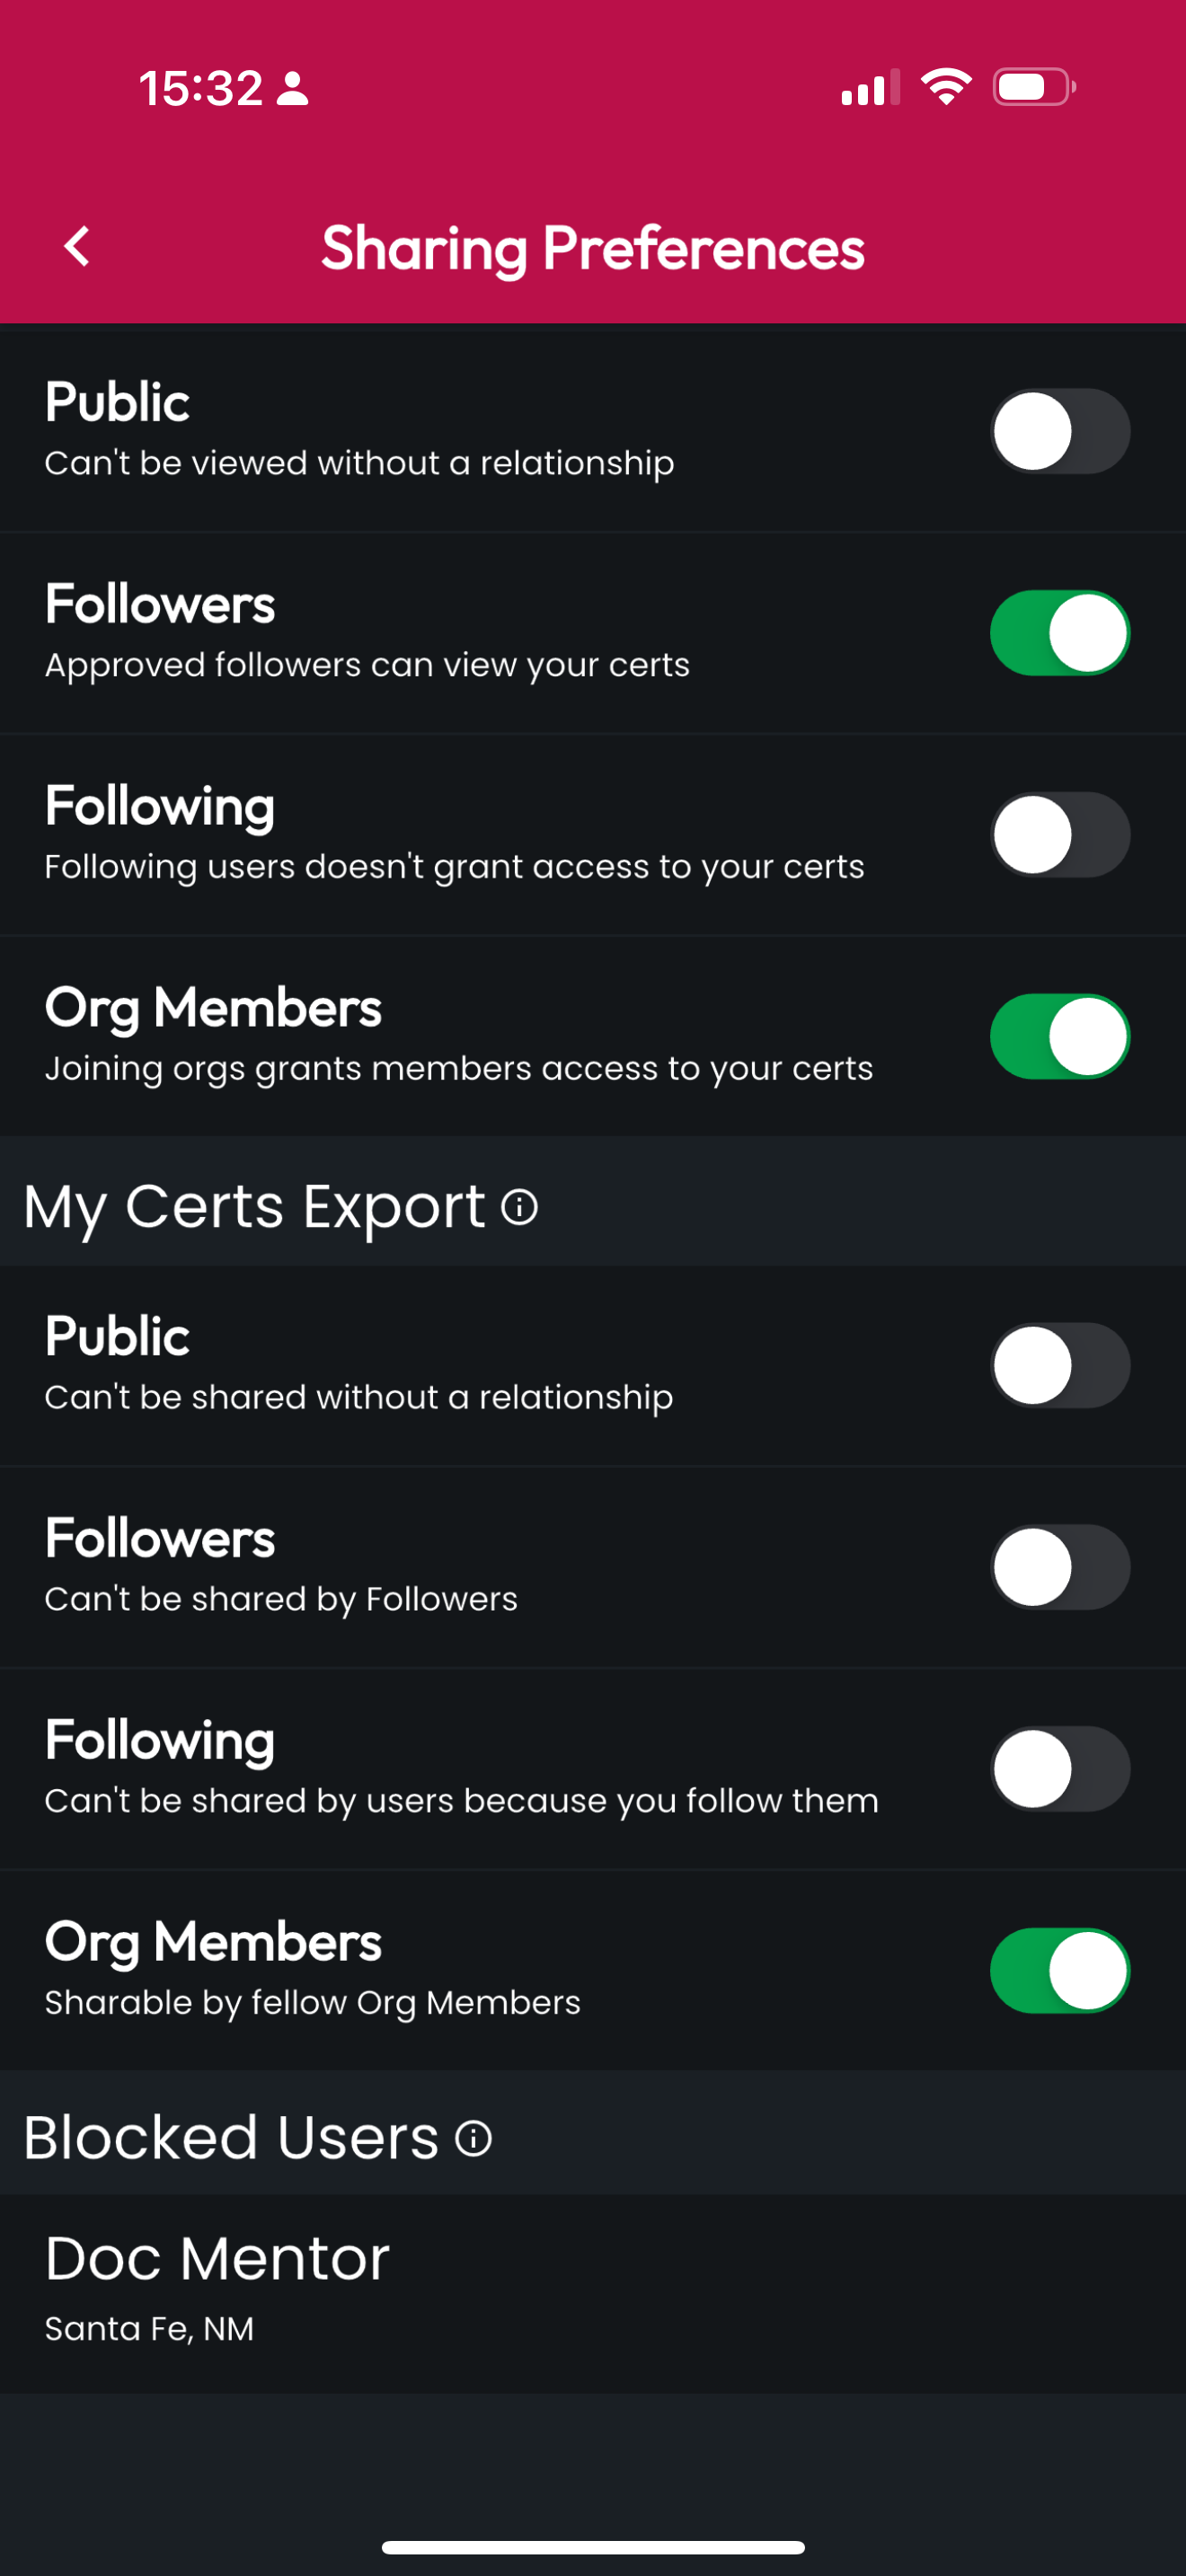 15:32
Sharing Preferences
Public
Can't be viewed without a relationship
Followers
Approved followers can view your certs
Following
Following users doesn't grant access to your certs
Org Members
Joining orgs grants members access to your certs
My Certs Export
Public
Can't be shared without a relationship
Followers
Can't be shared by Followers
Following
Can't be shared by users because you follow them
Org Members
Sharable by fellow Org Members
Blocked Users
Doc Mentor
Santa Fe, NM